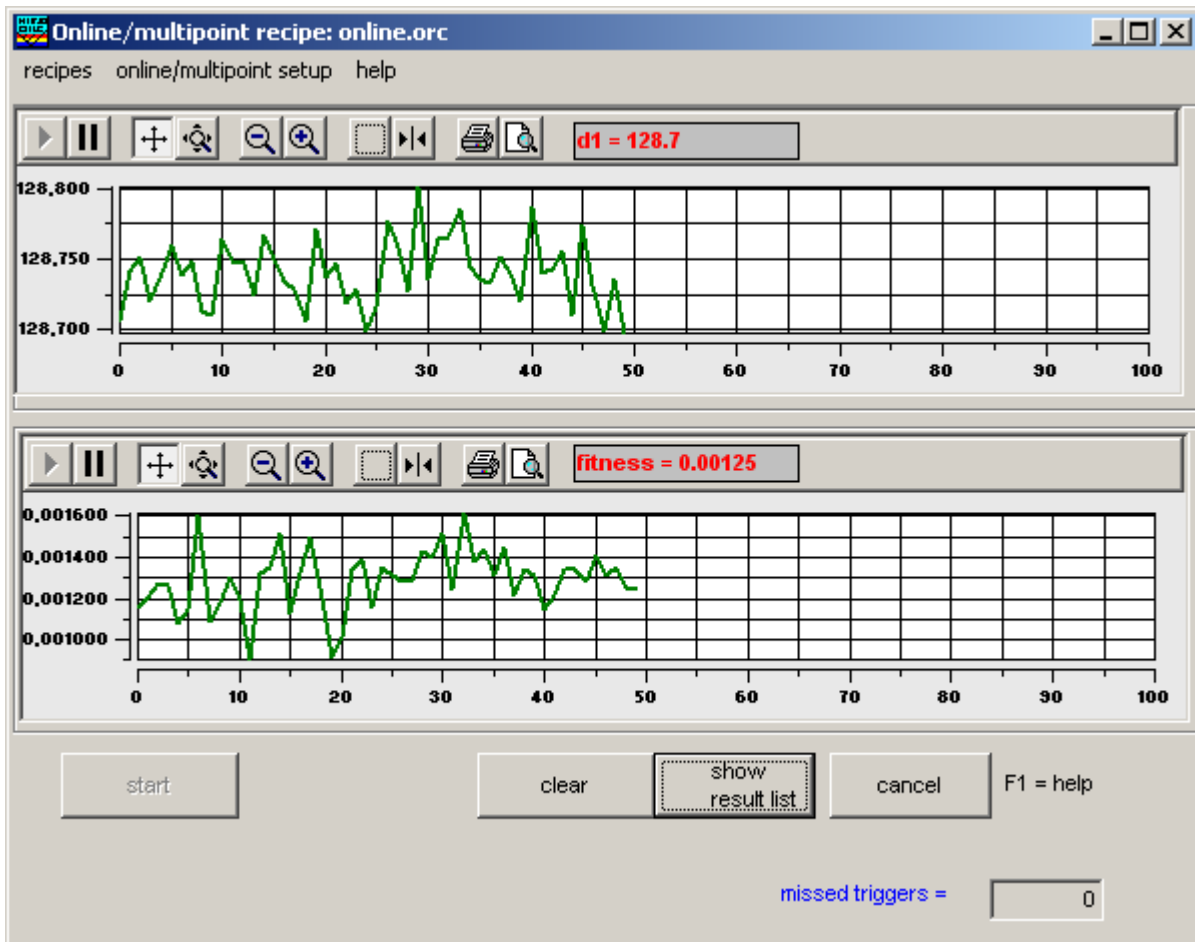 Online/multipoint recipe: online.orc
recipes online/multipoint setup help
d1 = 128.7
128,800
128,750
128,700
0 10 20 30 40 50 60 70 80 90 100
fitness = 0.00125
0,001600
0,001400
0,001200
0,001000
0 10 20 30 40 50 60 70 80 90 100
start clear show result list cancel F1 = help
missed triggers = 0